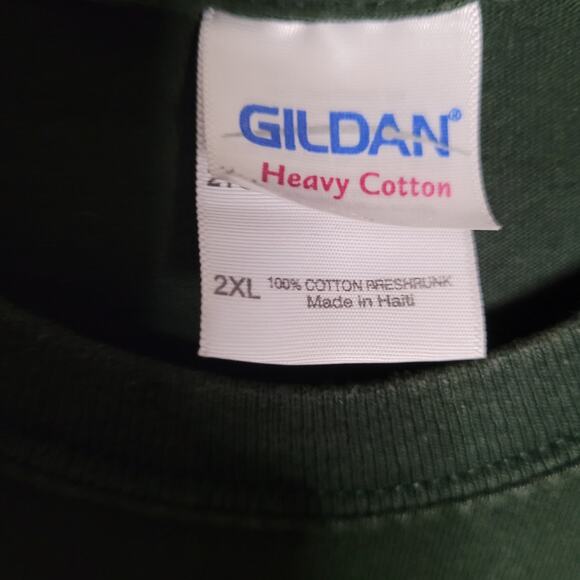 GILDAN®
Heavy Cotton
2XL 100% COTTON PRESHRUNK
Made in Haiti